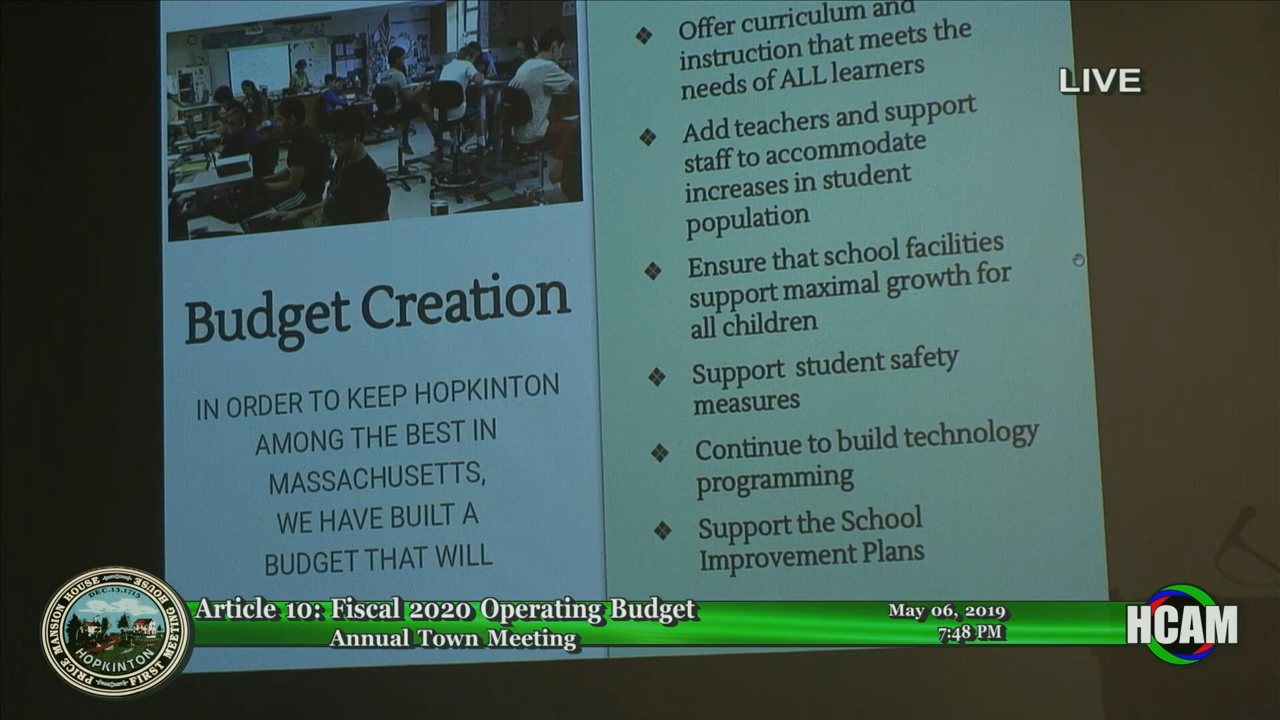 Offer curriculum and
instruction that meets the
needs of ALL learners
Add teachers and support
staff to accommodate
increases in student
population
Ensure that school facilities
support maximal growth for
all children
Support student safety
measures
Continue to build technology
programming
Support the School
Improvement Plans
Budget Creation
IN ORDER TO KEEP HOPKINTON
AMONG THE BEST IN
MASSACHUSETTS,
WE HAVE BUILT A
BUDGET THAT WILL
LIVE
PRICE MANSION HOUSE
FIRST MEETING HOUSE
DEC.13.1715
HOPKINTON
Article 10: Fiscal 2020 Operating Budget
Annual Town Meeting
May 06, 2019
7:48 PM
HCAM